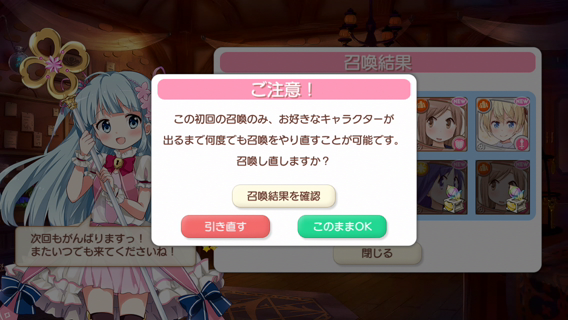 召喚結果
ご注意！
この初回の召喚のみ、お好きなキャラクターが
出るまで何度でも召喚をやり直すことが可能です。
召喚し直しますか？
召喚結果を確認
引き直す
このままOK
閉じる
次回もがんばりますっ！
またいつでも来てくださいね！
NEW
NEW